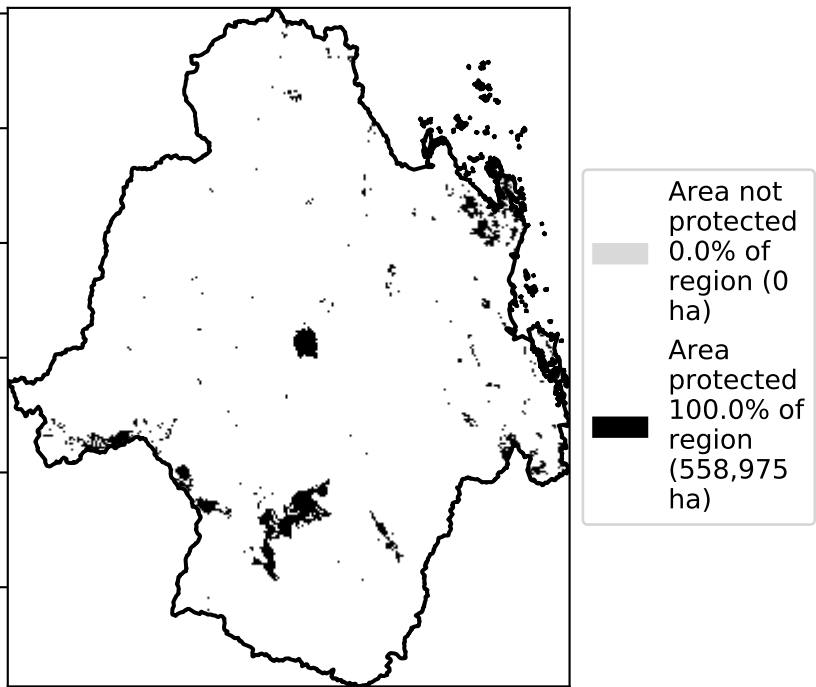 Area not
protected
0.0% of
region (0
ha)
Area
protected
100.0% of
region
(558,975
ha)